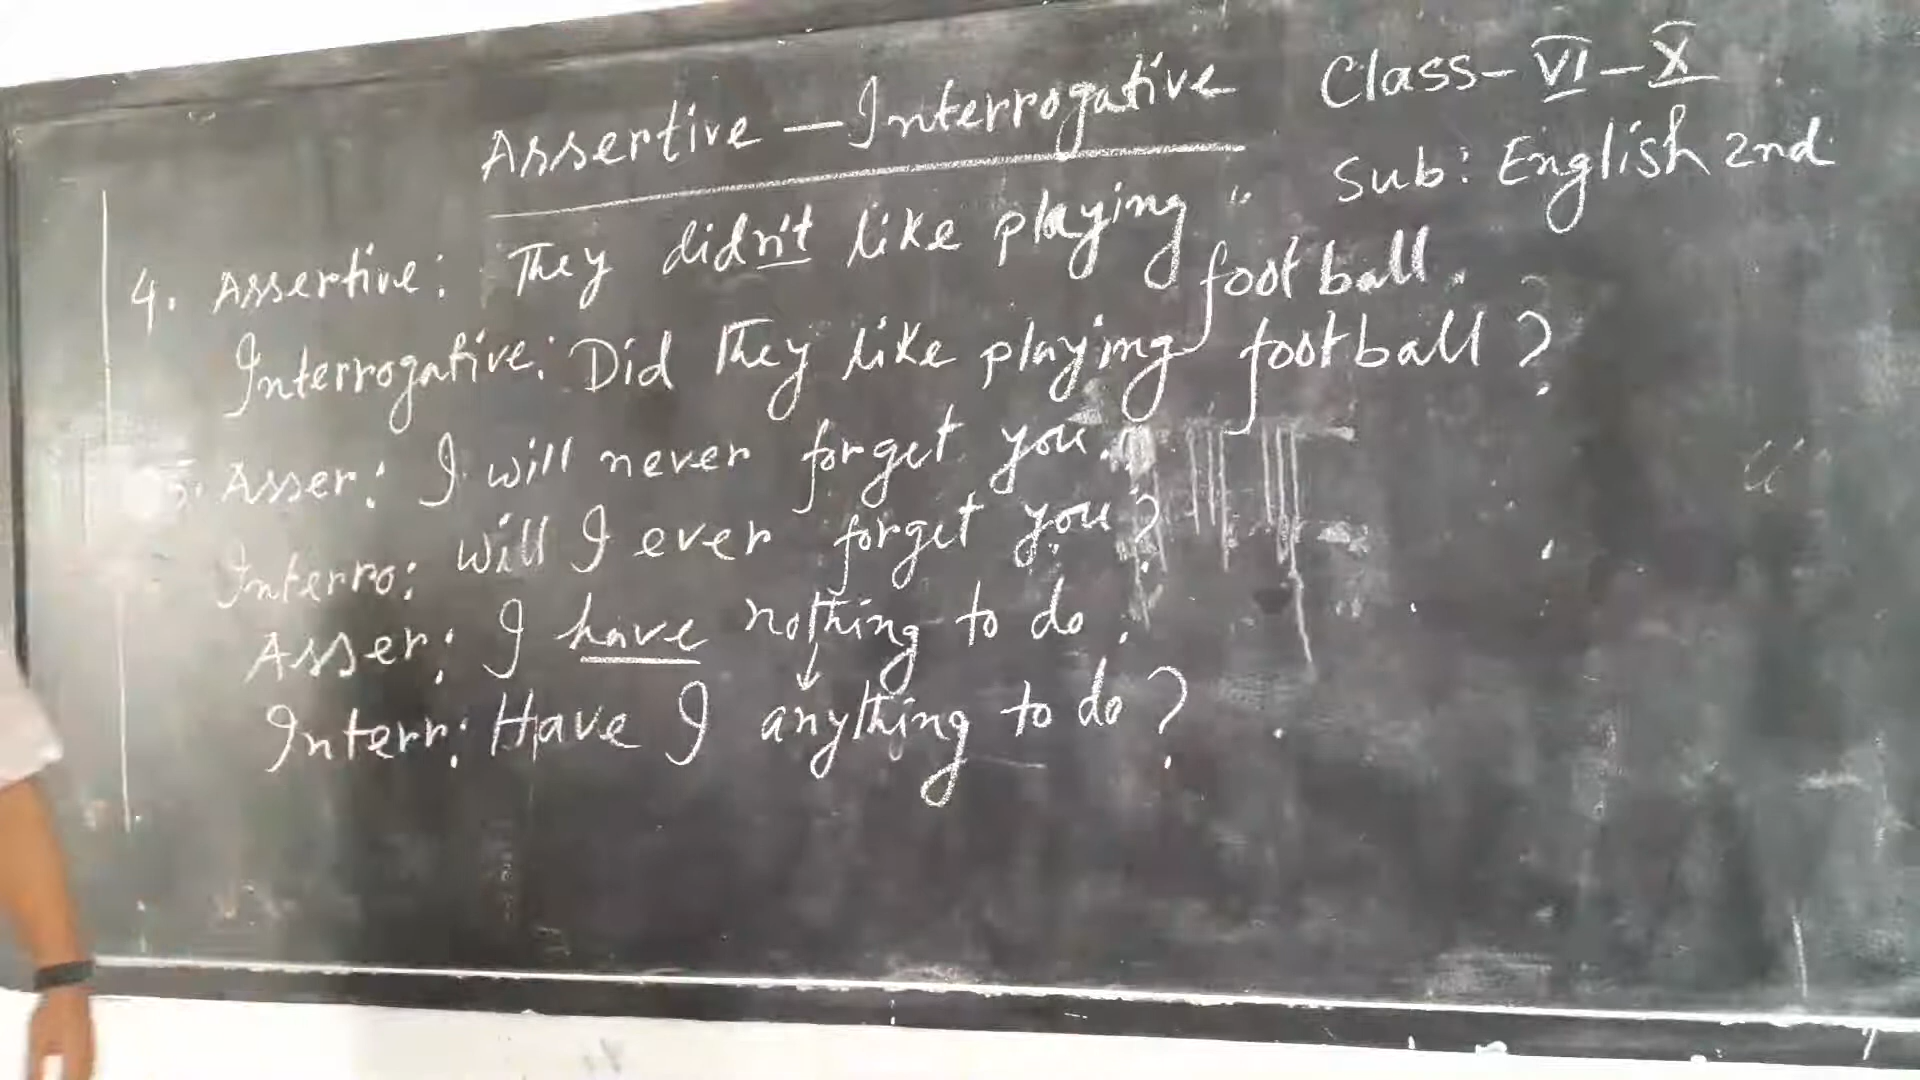 Assertive – Interrogative
Class - VI - X
Sub: English 2nd
4. Assertive: They didn't like playing football.
Interrogative: Did they like playing football?
5. Asser: I will never forget you.
Interro: Will I ever forget you?
Asser: I have nothing to do.
Interr: Have I anything to do?